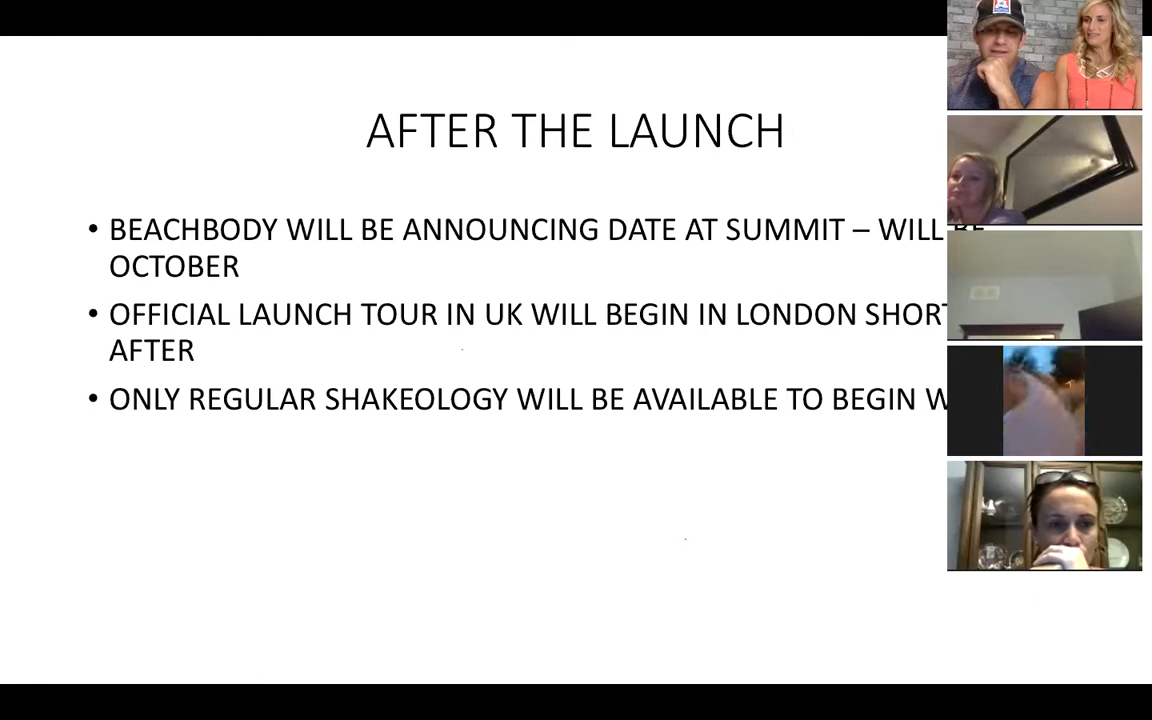 AFTER THE LAUNCH
• BEACHBODY WILL BE ANNOUNCING DATE AT SUMMIT – WILL BE
OCTOBER
• OFFICIAL LAUNCH TOUR IN UK WILL BEGIN IN LONDON
AFTER
• ONLY REGULAR SHAKEOLOGY WILL BE AVAILABLE TO BEGIN